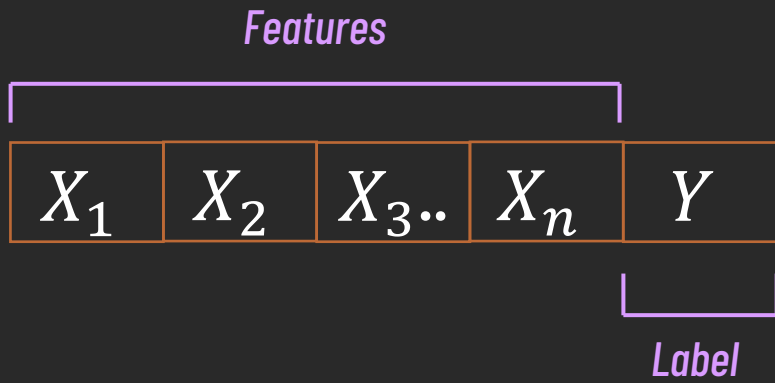 Features
X₁ X₂ X₃.. Xₙ Y
Label